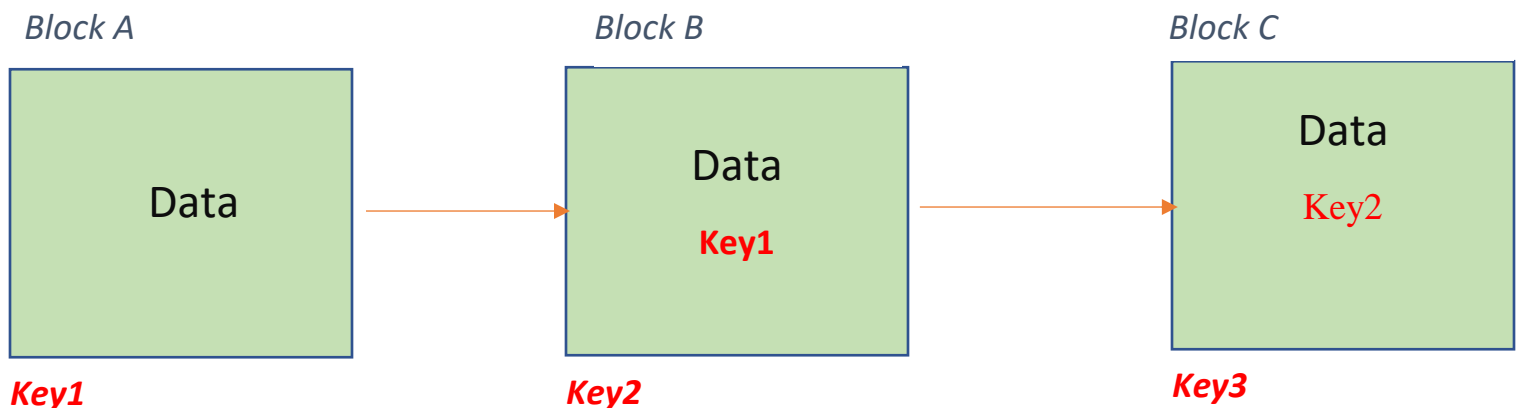 Block A
Block B
Block C
Data
Data
Key1
Data
Key2
Key1
Key2
Key3